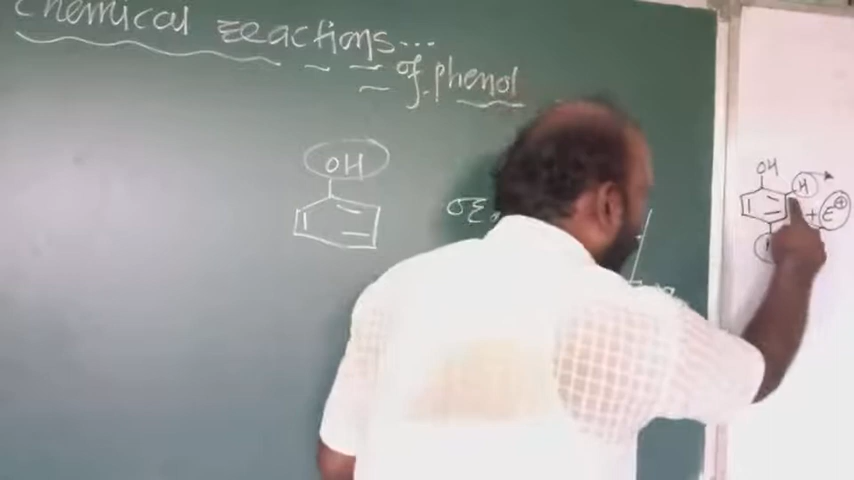 Chemical Reactions...
of phenol
OH
OH
H
+ E⊕